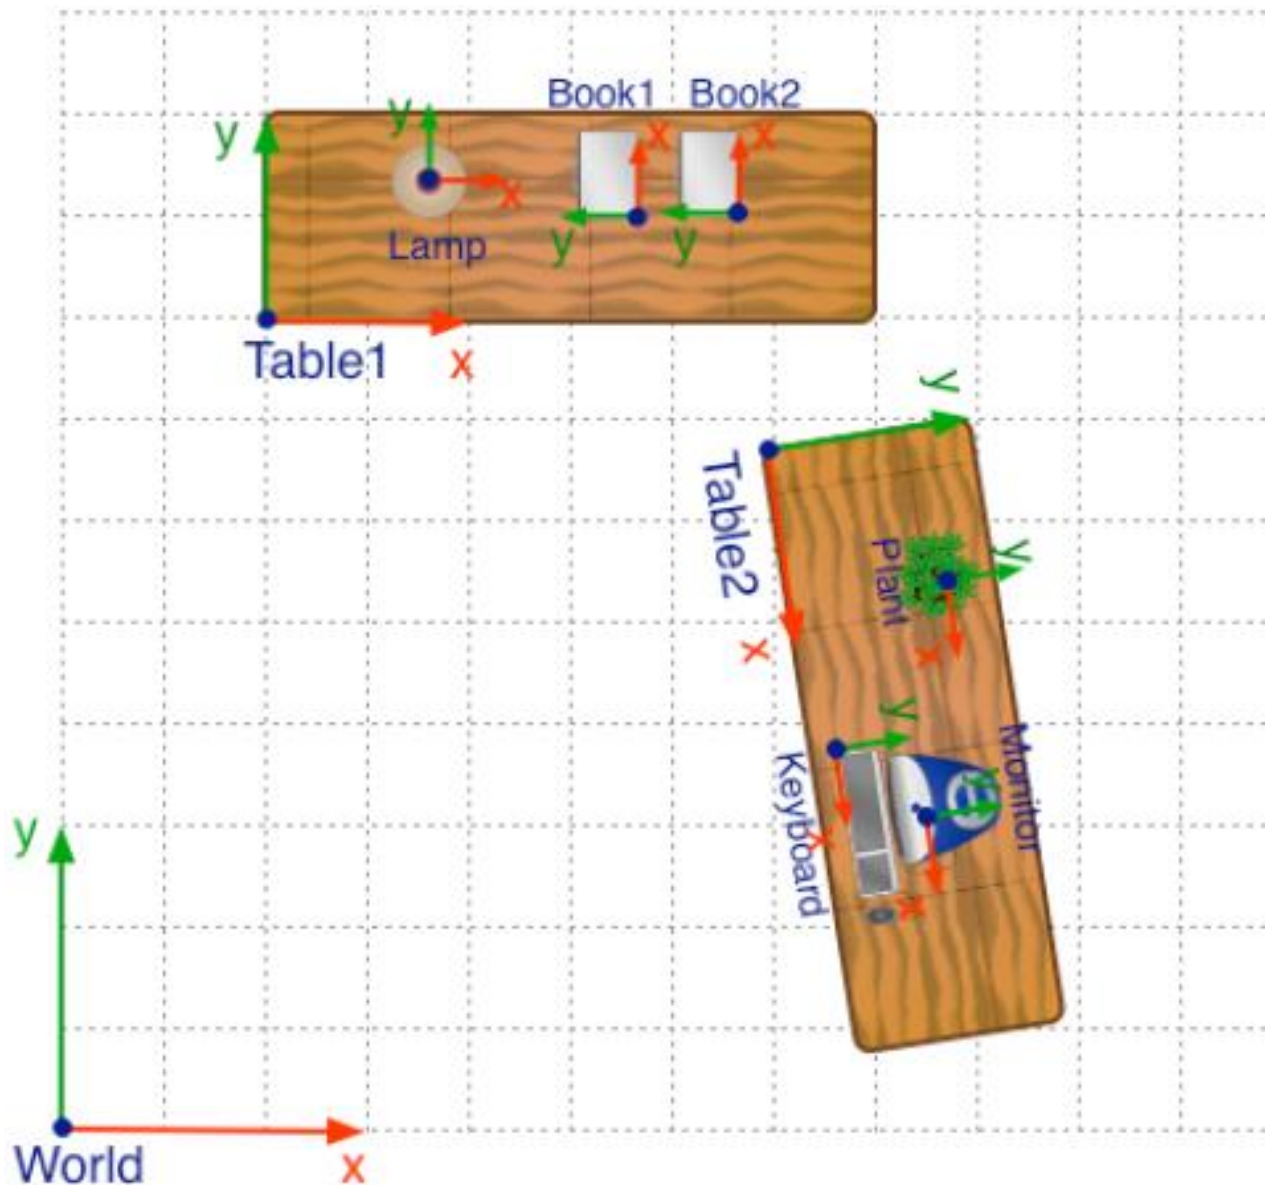 Book1 Book2
y
y
x
x
x
Lamp
y
y
Table1
x
y
Table2
x
Plant
y
x
Keyboard
y
x
Monitor
y
x
y
World
x